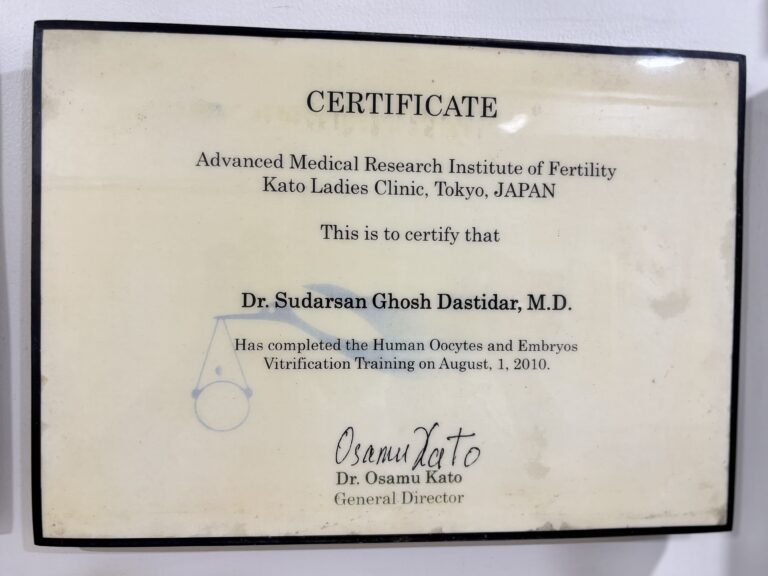 CERTIFICATE
Advanced Medical Research Institute of Fertility
Kato Ladies Clinic, Tokyo, JAPAN
This is to certify that
Dr. Sudarsan Ghosh Dastidar, M.D.
Has completed the Human Oocytes and Embryos
Vitrification Training on August, 1, 2010.
Osamu Kato
Dr. Osamu Kato
General Director